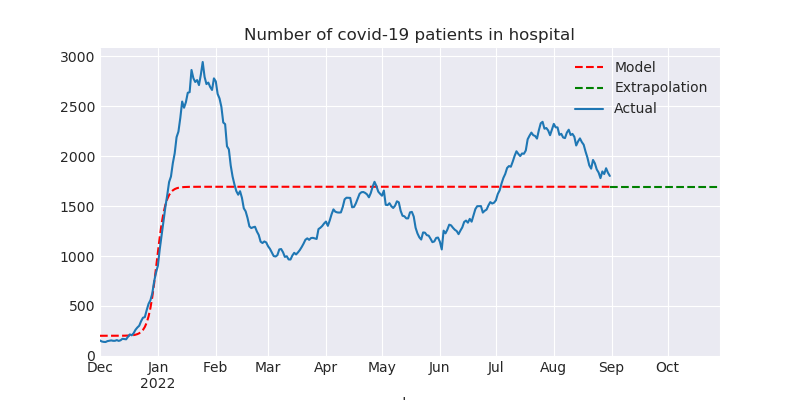 Number of covid-19 patients in hospital
3000
2500
2000
1500
1000
500
0
Model
Extrapolation
Actual
Dec Jan Feb Mar Apr May Jun Jul Aug Sep Oct
2022